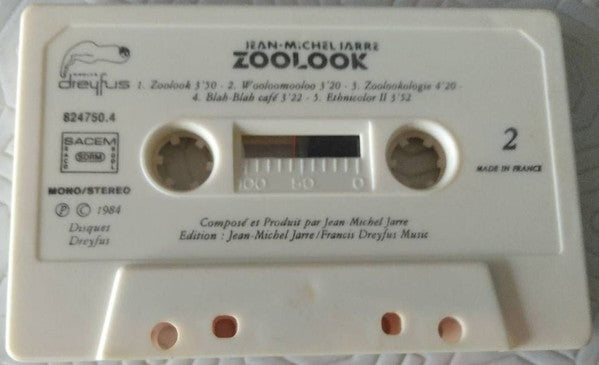 JEAN-MICHEL JARRE
ZOOLOOK
dreyfus
1. Zoolook 3'50 - 2. Wooloomooloo 3'20 - 3. Zoolookologie 4'20 -
4. Blah-Blah café 3'22 - 5. Ethnicolor II 3'52
824750.4
SACEM
SDRM
2
MADE IN FRANCE
100 50 0
MONO/STEREO
Ⓟ © 1984
Disques
Dreyfus
Composé et Produit par Jean Michel Jarre
Edition : Jean-Michel Jarre/Francis Dreyfus Music